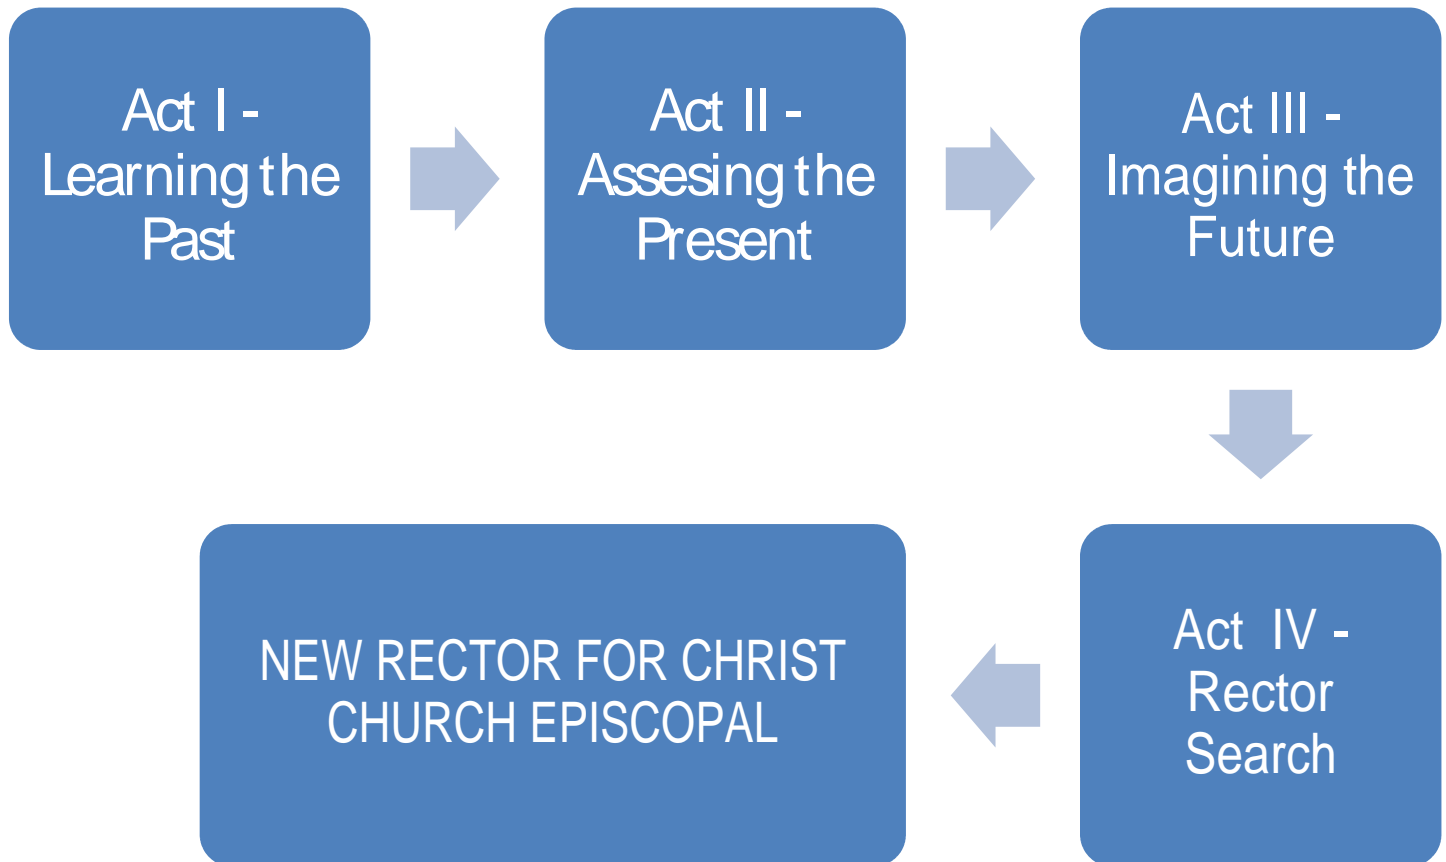 Act I -
Learning the
Past
Act II -
Assesing the
Present
Act III -
Imagining the
Future
Act IV -
Rector
Search
NEW RECTOR FOR CHRIST
CHURCH EPISCOPAL